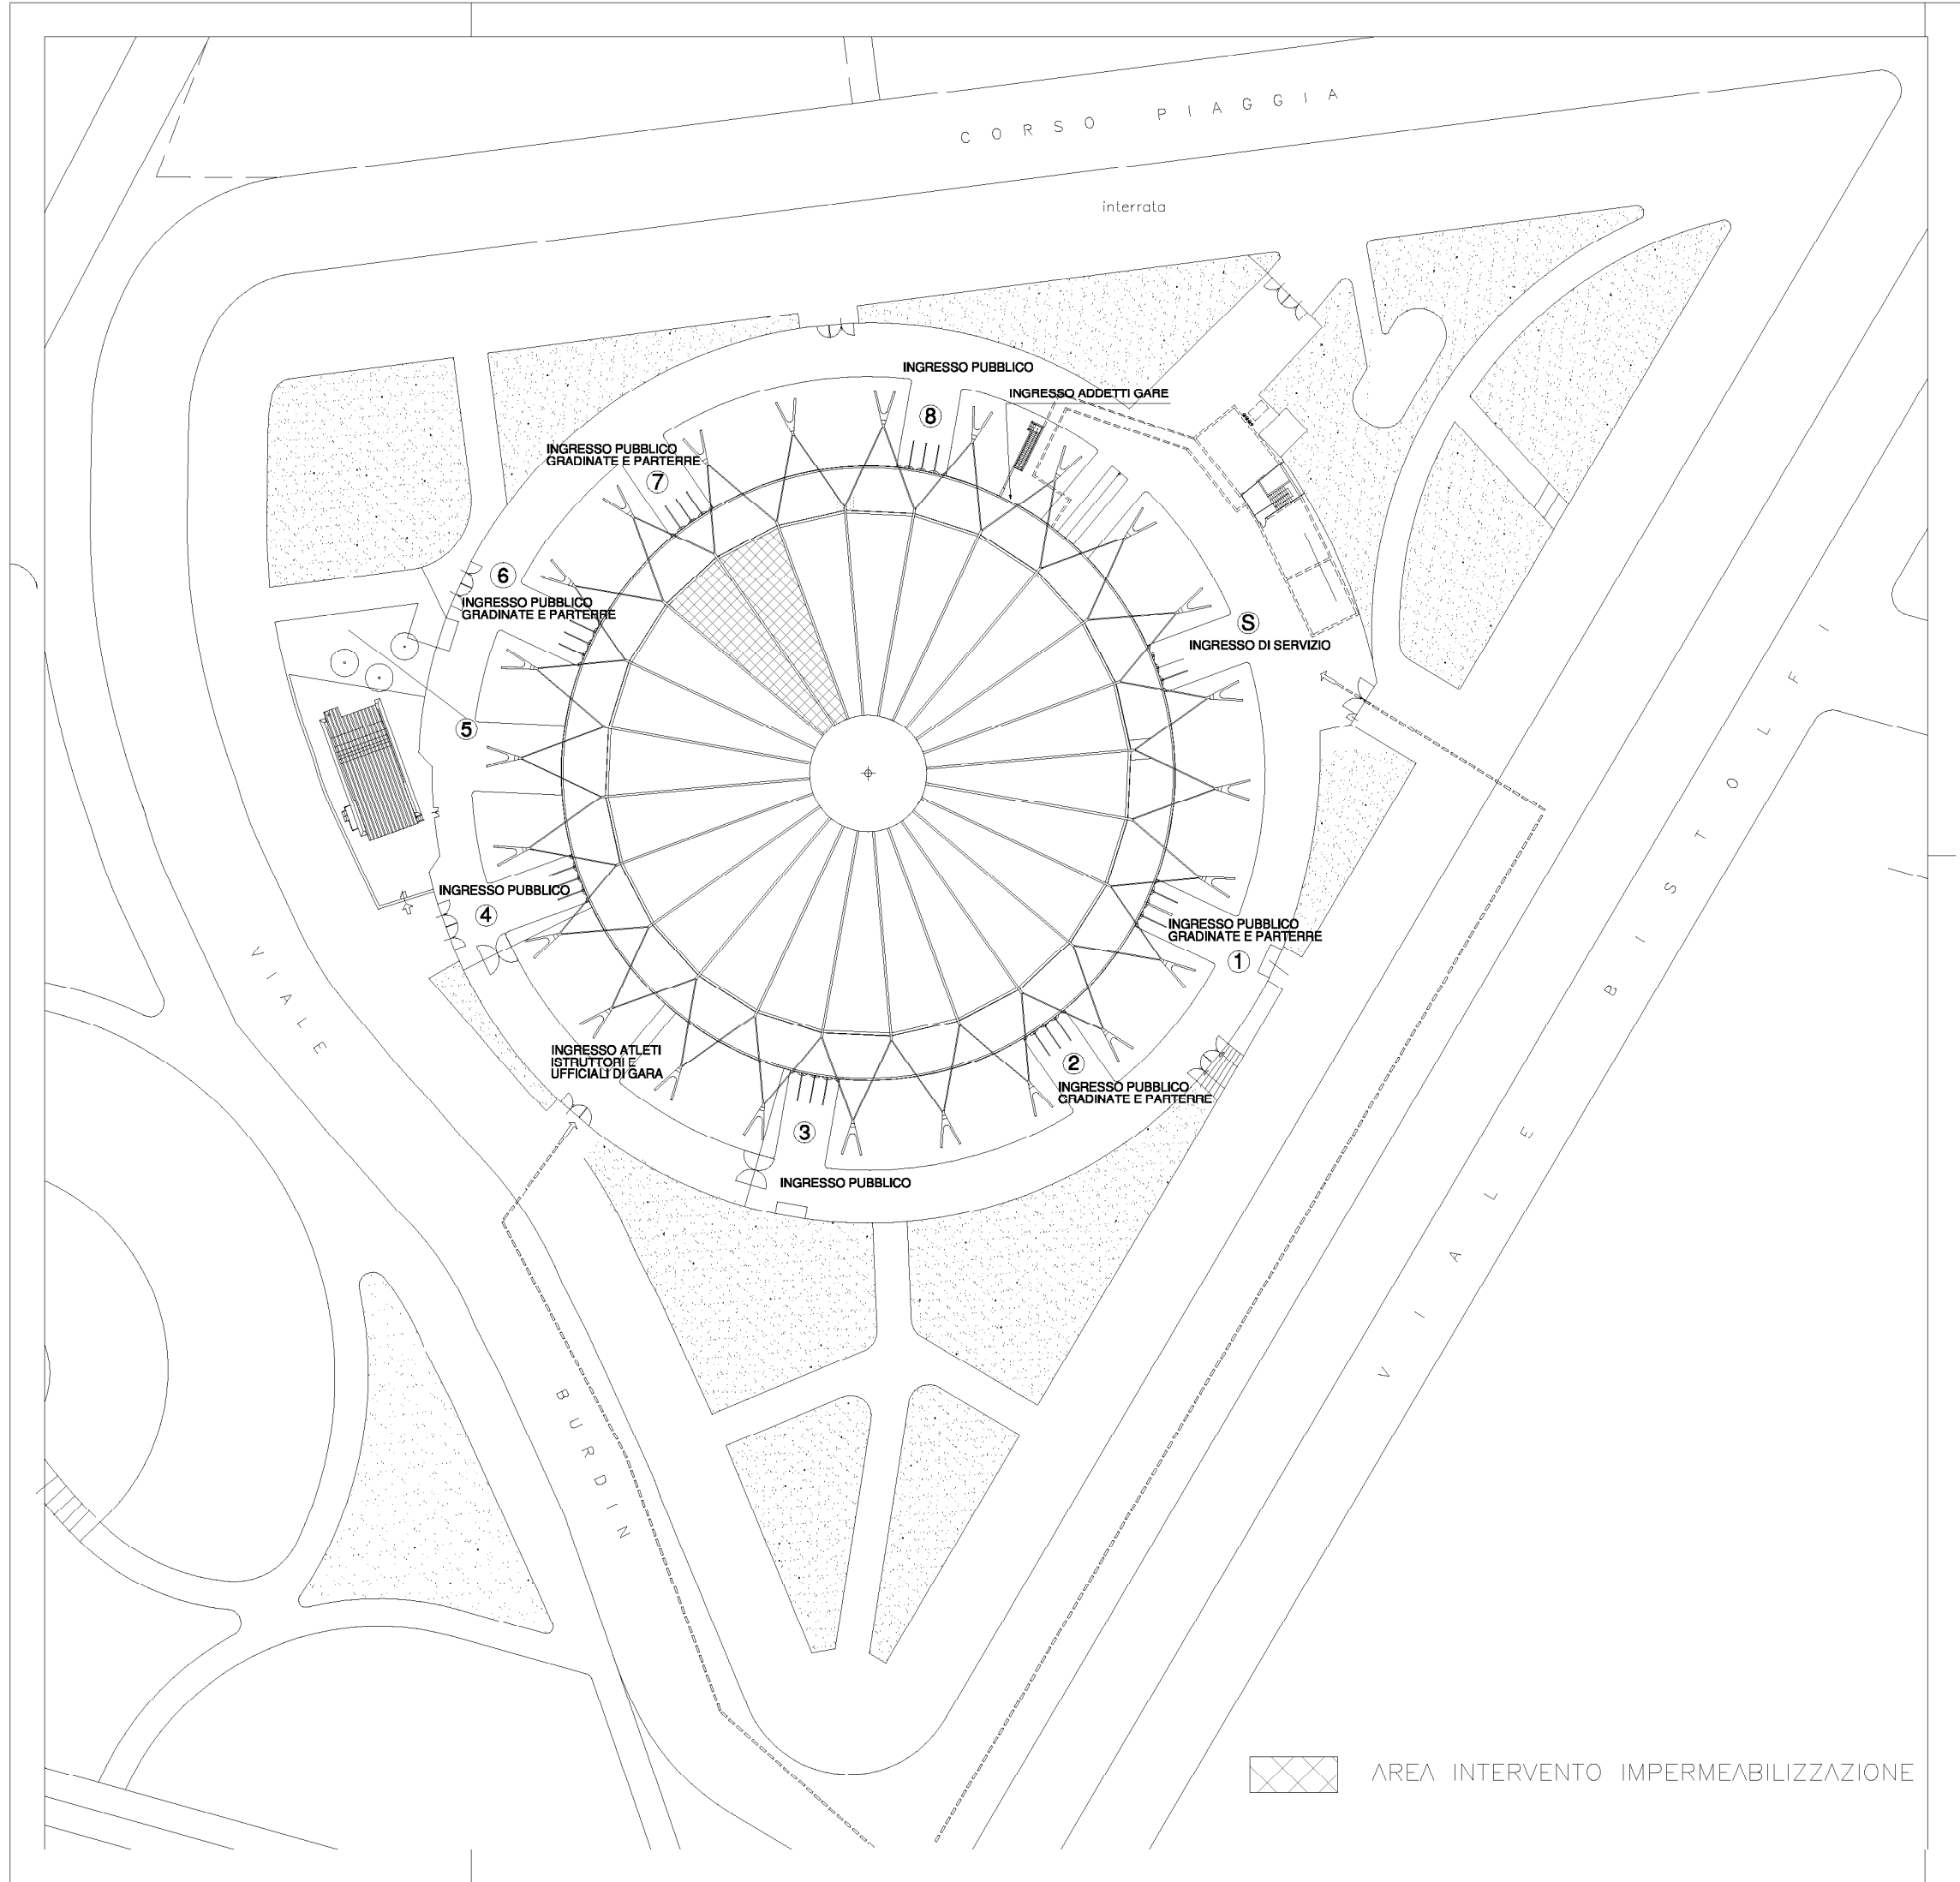 CORSO PIAGGIA
interrata
INGRESSO PUBBLICO
8
INGRESSO ADDETTI GARE
INGRESSO PUBBLICO
GRADINATE E PARTERRE
7
6
INGRESSO PUBBLICO
GRADINATE E PARTERRE
S
INGRESSO DI SERVIZIO
5
INGRESSO PUBBLICO
4
INGRESSO PUBBLICO
GRADINATE E PARTERRE
1
INGRESSO ATLETI
ISTRUTTORI E
UFFICIALI DI GARA
2
INGRESSO PUBBLICO
GRADINATE E PARTERRE
3
INGRESSO PUBBLICO
VIALE BURDIN
VIALE BISTOLFI
AREA INTERVENTO IMPERMEABILIZZAZIONE